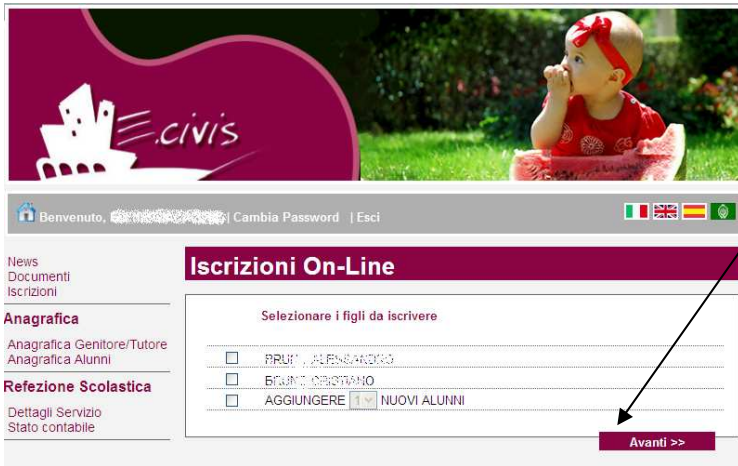 E.civis
Benvenuto, | Cambia Password | Esci
News
Documenti
Iscrizioni
Anagrafica
Anagrafica Genitore/Tutore
Anagrafica Alunni
Refezione Scolastica
Dettagli Servizio
Stato contabile
Iscrizioni On-Line
Selezionare i figli da iscrivere
AGGIUNGERE 1 NUOVI ALUNNI
Avanti >>